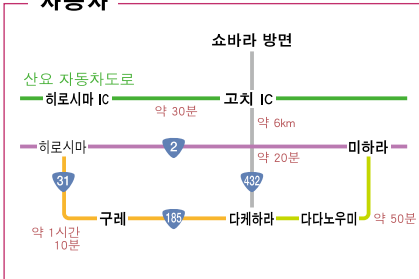 자동차
쇼바라 방면
산요 자동차도로
히로시마 IC
고치 IC
약 30분
약 6km
히로시마
2
미하라
약 20분
31
432
구레
185
다케하라
다다노우미
약 50분
약 1시간
10분